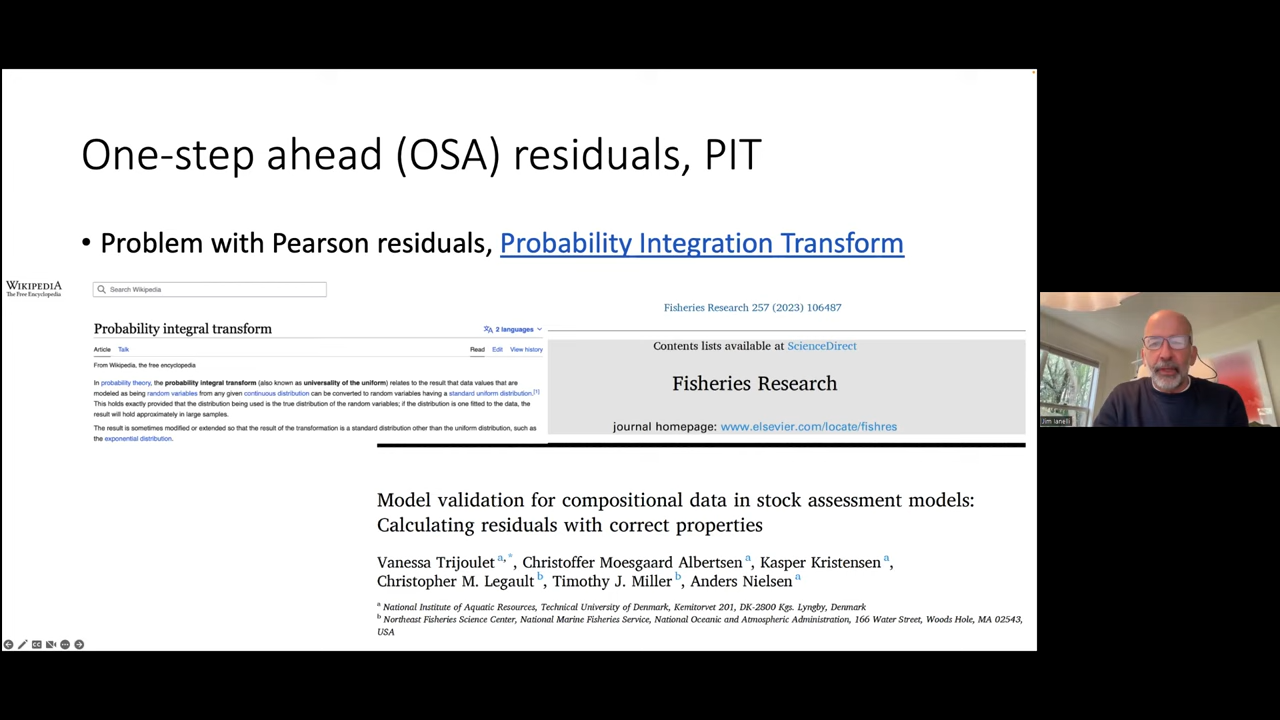 One-step ahead (OSA) residuals, PIT
• Problem with Pearson residuals, Probability Integration Transform
WIKIPEDIA
The Free Encyclopedia
Search Wikipedia
Probability integral transform
2 languages
Article Talk
Read Edit View history
From Wikipedia, the free encyclopedia
In probability theory, the probability integral transform (also known as universality of the uniform) relates to the result that data values that are
modeled as being random variables from any given continuous distribution can be converted to random variables having a standard uniform distribution.[1]
This holds exactly provided that the distribution being used is the true distribution of the random variables; if the distribution is one fitted to the data, the
result will hold approximately in large samples.
The result is sometimes modified or extended so that the result of the transformation is a standard distribution other than the uniform distribution, such as
the exponential distribution.
Fisheries Research 257 (2023) 106487
Contents lists available at ScienceDirect
Fisheries Research
journal homepage: www.elsevier.com/locate/fishres
Model validation for compositional data in stock assessment models:
Calculating residuals with correct properties
Vanessa Trijoulet a,*, Christoffer Moesgaard Albertsen a, Kasper Kristensen a,
Christopher M. Legault b, Timothy J. Miller b, Anders Nielsen a
a National Institute of Aquatic Resources, Technical University of Denmark, Kemitorvet 201, DK-2800 Kgs. Lyngby, Denmark
b Northeast Fisheries Science Center, National Marine Fisheries Service, National Oceanic and Atmospheric Administration, 166 Water Street, Woods Hole, MA 02543,
USA
Jim Ianelli